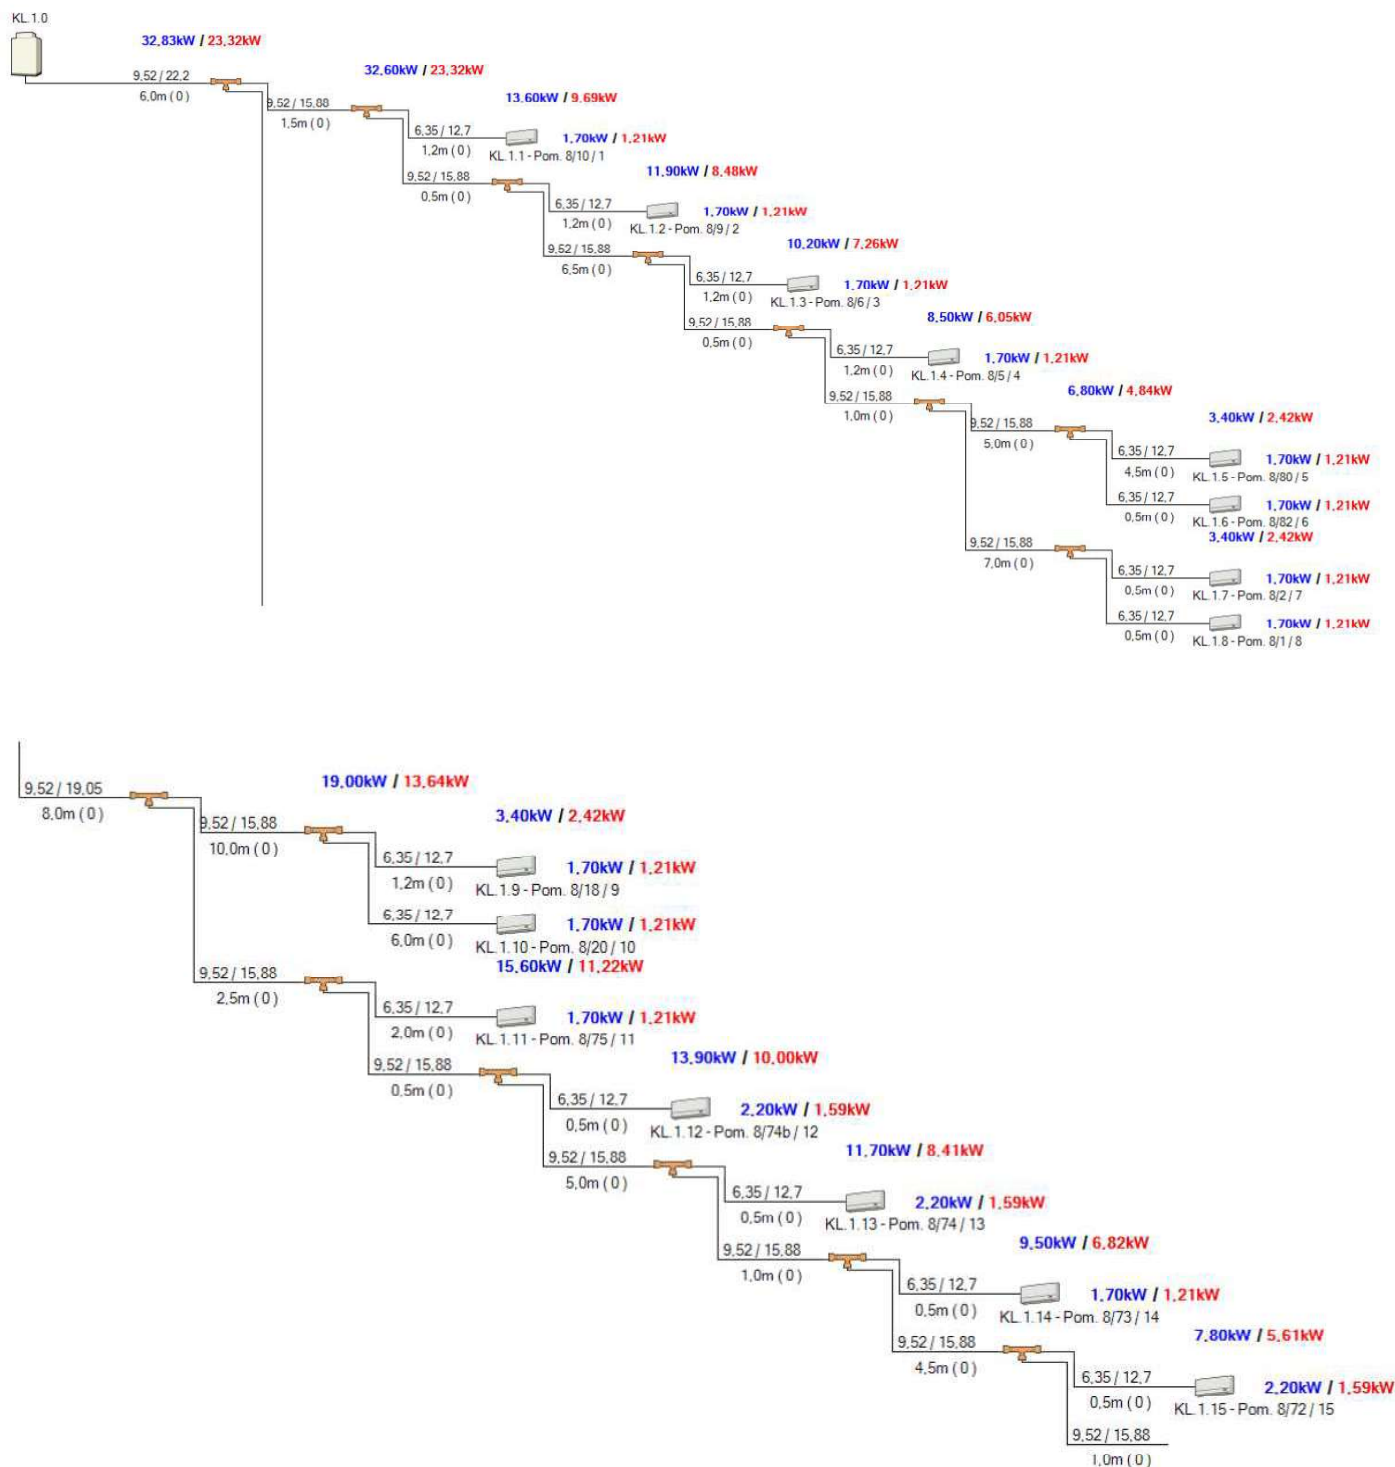 KL.1.0
32,83kW / 23,32kW
9,52 / 22,2
6,0m ( 0 )
32,60kW / 23,32kW
9,52 / 15,88
1,5m ( 0 )
13,60kW / 9,69kW
6,35 / 12,7
1,2m ( 0 )
1,70kW / 1,21kW
KL.1.1 - Pom. 8/10 / 1
9,52 / 15,88
0,5m ( 0 )
11,90kW / 8,48kW
6,35 / 12,7
1,2m ( 0 )
1,70kW / 1,21kW
KL.1.2 - Pom. 8/9 / 2
9,52 / 15,88
6,5m ( 0 )
10,20kW / 7,26kW
6,35 / 12,7
1,2m ( 0 )
1,70kW / 1,21kW
KL.1.3 - Pom. 8/6 / 3
9,52 / 15,88
0,5m ( 0 )
8,50kW / 6,05kW
6,35 / 12,7
1,2m ( 0 )
1,70kW / 1,21kW
KL.1.4 - Pom. 8/5 / 4
9,52 / 15,88
1,0m ( 0 )
6,80kW / 4,84kW
9,52 / 15,88
5,0m ( 0 )
3,40kW / 2,42kW
6,35 / 12,7
4,5m ( 0 )
1,70kW / 1,21kW
KL.1.5 - Pom. 8/80 / 5
6,35 / 12,7
0,5m ( 0 )
1,70kW / 1,21kW
KL.1.6 - Pom. 8/82 / 6
3,40kW / 2,42kW
9,52 / 15,88
7,0m ( 0 )
6,35 / 12,7
0,5m ( 0 )
1,70kW / 1,21kW
KL.1.7 - Pom. 8/2 / 7
6,35 / 12,7
0,5m ( 0 )
1,70kW / 1,21kW
KL.1.8 - Pom. 8/1 / 8
9,52 / 19,05
8,0m ( 0 )
19,00kW / 13,64kW
9,52 / 15,88
10,0m ( 0 )
3,40kW / 2,42kW
6,35 / 12,7
1,2m ( 0 )
1,70kW / 1,21kW
KL.1.9 - Pom. 8/18 / 9
6,35 / 12,7
6,0m ( 0 )
1,70kW / 1,21kW
KL.1.10 - Pom. 8/20 / 10
15,60kW / 11,22kW
9,52 / 15,88
2,5m ( 0 )
6,35 / 12,7
2,0m ( 0 )
1,70kW / 1,21kW
KL.1.11 - Pom. 8/75 / 11
9,52 / 15,88
0,5m ( 0 )
13,90kW / 10,00kW
6,35 / 12,7
0,5m ( 0 )
2,20kW / 1,59kW
KL.1.12 - Pom. 8/74b / 12
9,52 / 15,88
5,0m ( 0 )
11,70kW / 8,41kW
6,35 / 12,7
0,5m ( 0 )
2,20kW / 1,59kW
KL.1.13 - Pom. 8/74 / 13
9,52 / 15,88
1,0m ( 0 )
9,50kW / 6,82kW
6,35 / 12,7
0,5m ( 0 )
1,70kW / 1,21kW
KL.1.14 - Pom. 8/73 / 14
9,52 / 15,88
4,5m ( 0 )
7,80kW / 5,61kW
6,35 / 12,7
0,5m ( 0 )
2,20kW / 1,59kW
KL.1.15 - Pom. 8/72 / 15
9,52 / 15,88
1,0m ( 0 )